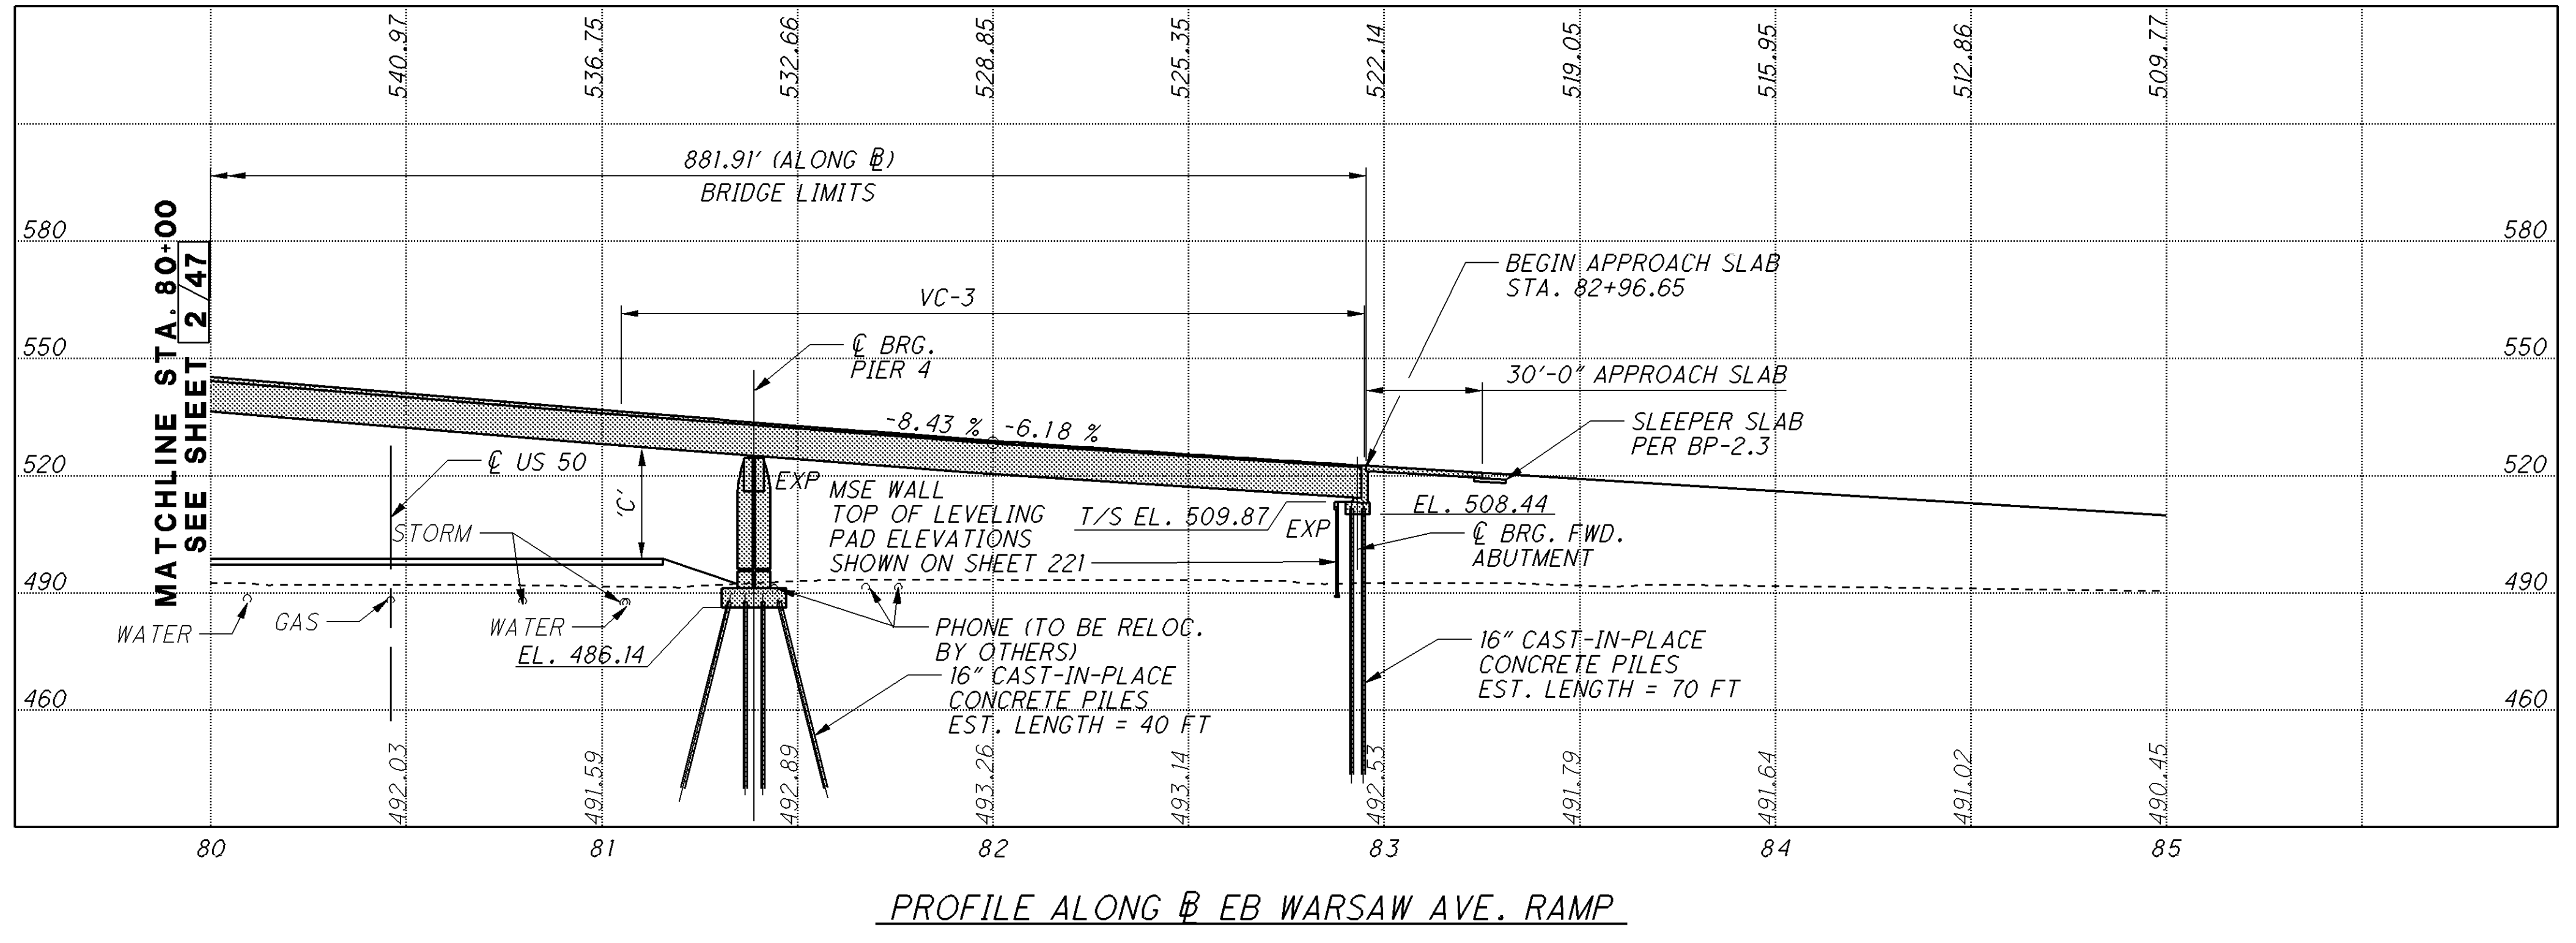 540.97
536.75
532.66
528.85
525.35
522.14
519.05
515.95
512.86
509.77
881.91' (ALONG ℄)
BRIDGE LIMITS
MATCHLINE STA. 80+00
SEE SHEET 2/47
580
580
BEGIN APPROACH SLAB
STA. 82+96.65
VC-3
℄ BRG.
PIER 4
550
550
30'-0" APPROACH SLAB
-8.43 %
-6.18 %
SLEEPER SLAB
PER BP-2.3
℄ US 50
520
520
'C'
EXP
MSE WALL
TOP OF LEVELING
PAD ELEVATIONS
SHOWN ON SHEET 221
T/S EL. 509.87
EXP
EL. 508.44
℄ BRG. FWD.
ABUTMENT
STORM
490
490
WATER
GAS
WATER
EL. 486.14
PHONE (TO BE RELOC.
BY OTHERS)
16" CAST-IN-PLACE
CONCRETE PILES
EST. LENGTH = 40 FT
16" CAST-IN-PLACE
CONCRETE PILES
EST. LENGTH = 70 FT
460
460
492.03
491.59
492.89
493.26
493.14
492.53
491.79
491.64
491.02
490.45
80
81
82
83
84
85
PROFILE ALONG ℄ EB WARSAW AVE. RAMP